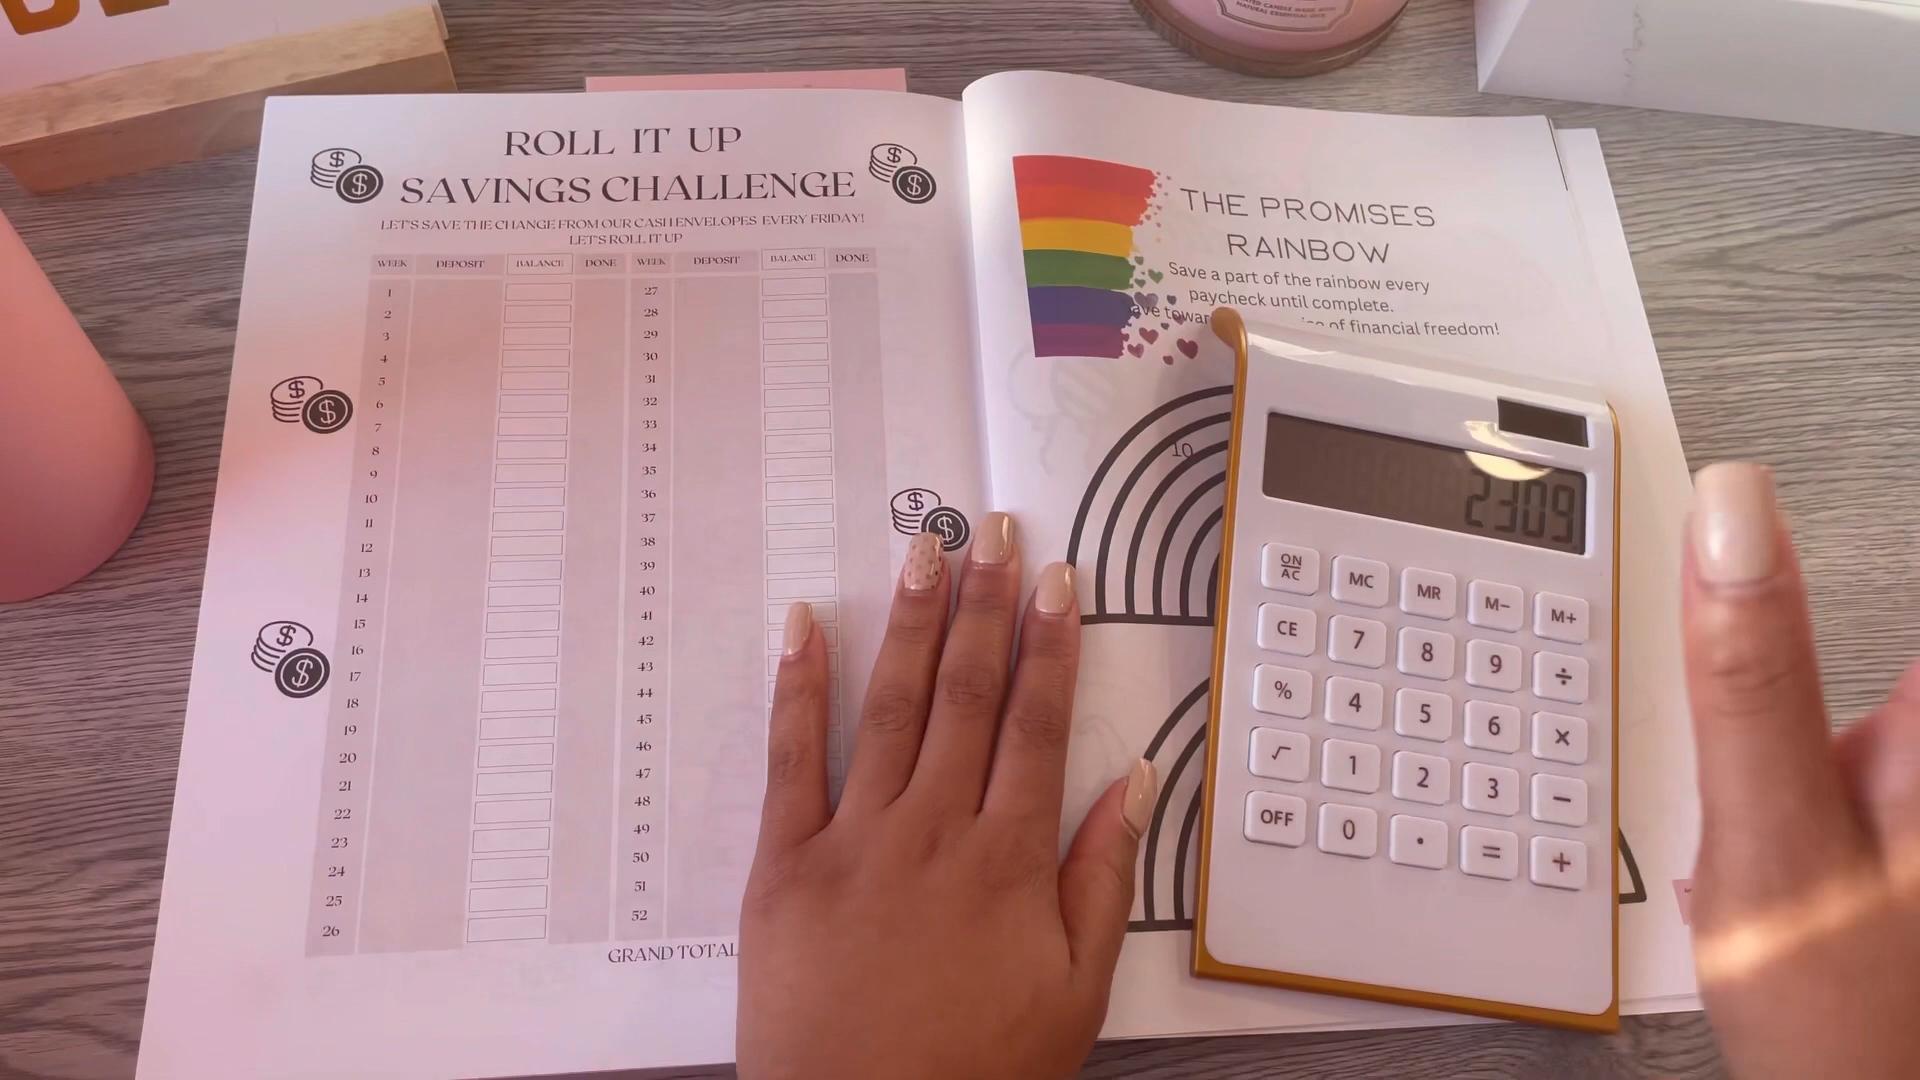 NATURAL ESSENTIAL OILS
ROLL IT UP
SAVINGS CHALLENGE
LET'S SAVE THE CHANGE FROM OUR CASH ENVELOPES EVERY FRIDAY!
LET'S ROLL IT UP
WEEK DEPOSIT BALANCE DONE WEEK DEPOSIT BALANCE DONE
1 27
2 28
3 29
4 30
5 31
6 32
7 33
8 34
9 35
10 36
11 37
12 38
13 39
14 40
15 41
16 42
17 43
18 44
19 45
20 46
21 47
22 48
23 49
24 50
25 51
26 52
GRAND TOTAL
THE PROMISES
RAINBOW
Save a part of the rainbow every
paycheck until complete.
of financial freedom!
10
2309
ON/AC MC MR M− M+
CE 7 8 9 ÷
% 4 5 6 ×
√ 1 2 3 −
OFF 0 . = +